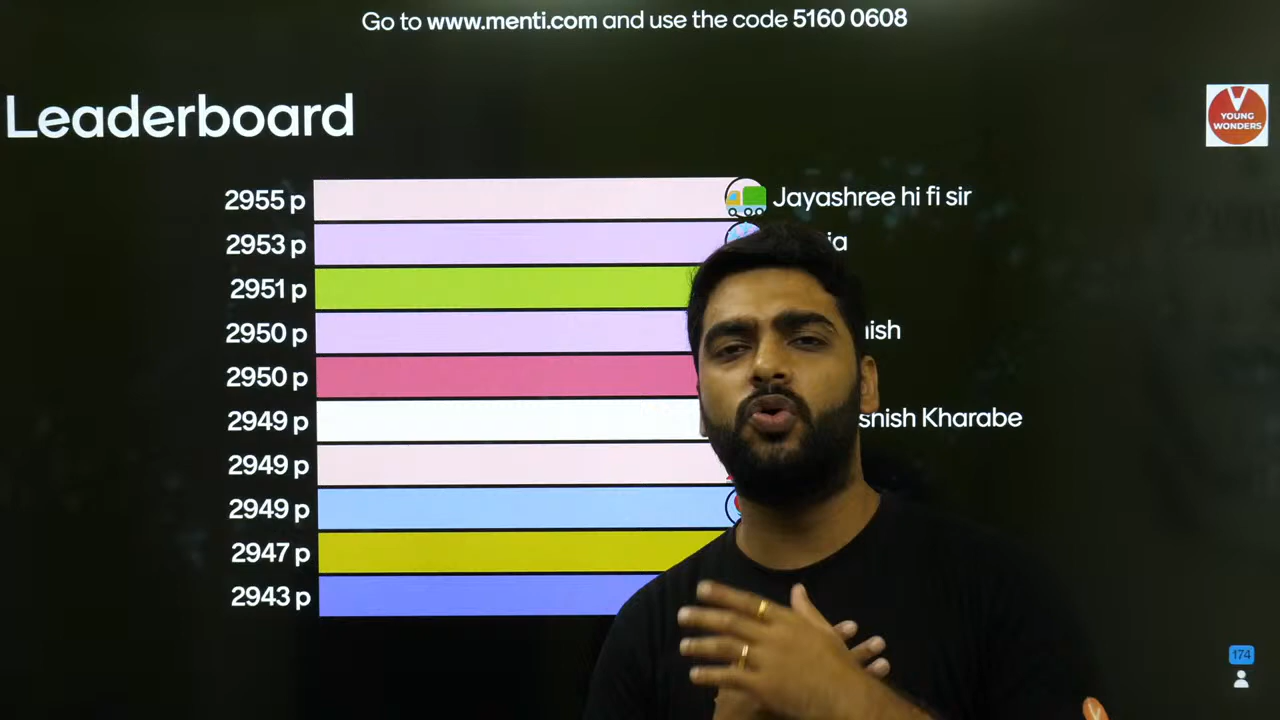 Go to www.menti.com and use the code 5160 0608
Leaderboard
V
YOUNG
WONDERS
2955 p Jayashree hi fi sir
2953 p
2951 p
2950 p
2950 p
2949 p Kharabe
2949 p
2949 p
2947 p
2943 p
174